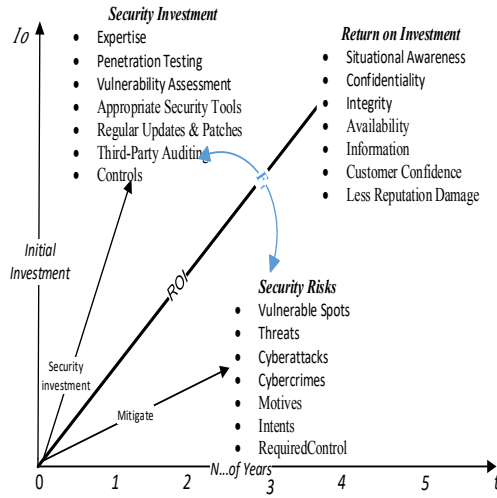 Io
Security Investment
• Expertise
• Penetration Testing
• Vulnerability Assessment
• Appropriate Security Tools
• Regular Updates & Patches
• Third-Party Auditing
• Controls
Return on Investment
• Situational Awareness
• Confidentiality
• Integrity
• Availability
• Information
• Customer Confidence
• Less Reputation Damage
Initial
Investment
ROI
Security
investment
Mitigate
Security Risks
• Vulnerable Spots
• Threats
• Cyberattacks
• Cybercrimes
• Motives
• Intents
• RequiredControl
0 1 2 3 4 5 t
N...of Years